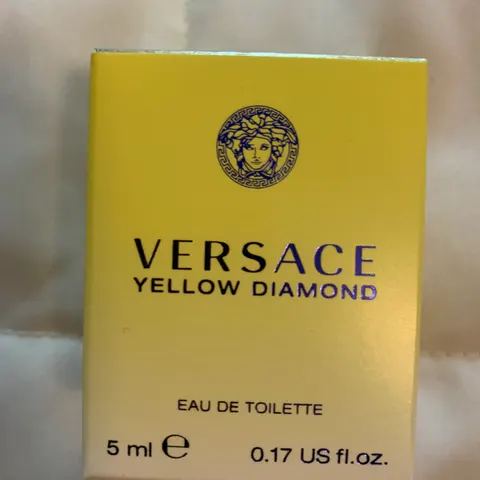 VERSACE
YELLOW DIAMOND
EAU DE TOILETTE
5 ml ℮ 0.17 US fl.oz.